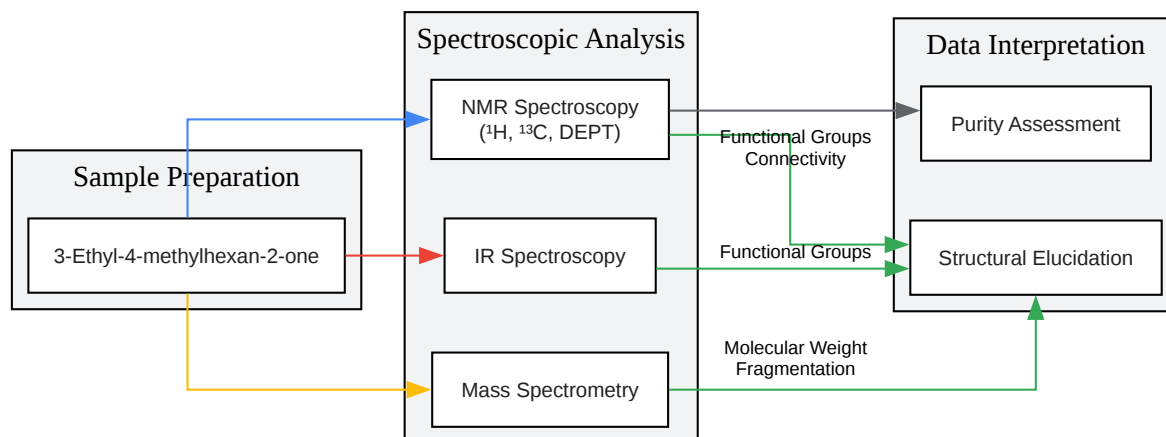 Sample Preparation
3-Ethyl-4-methylhexan-2-one
Spectroscopic Analysis
NMR Spectroscopy
(¹H, ¹³C, DEPT)
IR Spectroscopy
Mass Spectrometry
Functional Groups
Connectivity
Functional Groups
Molecular Weight
Fragmentation
Data Interpretation
Purity Assessment
Structural Elucidation